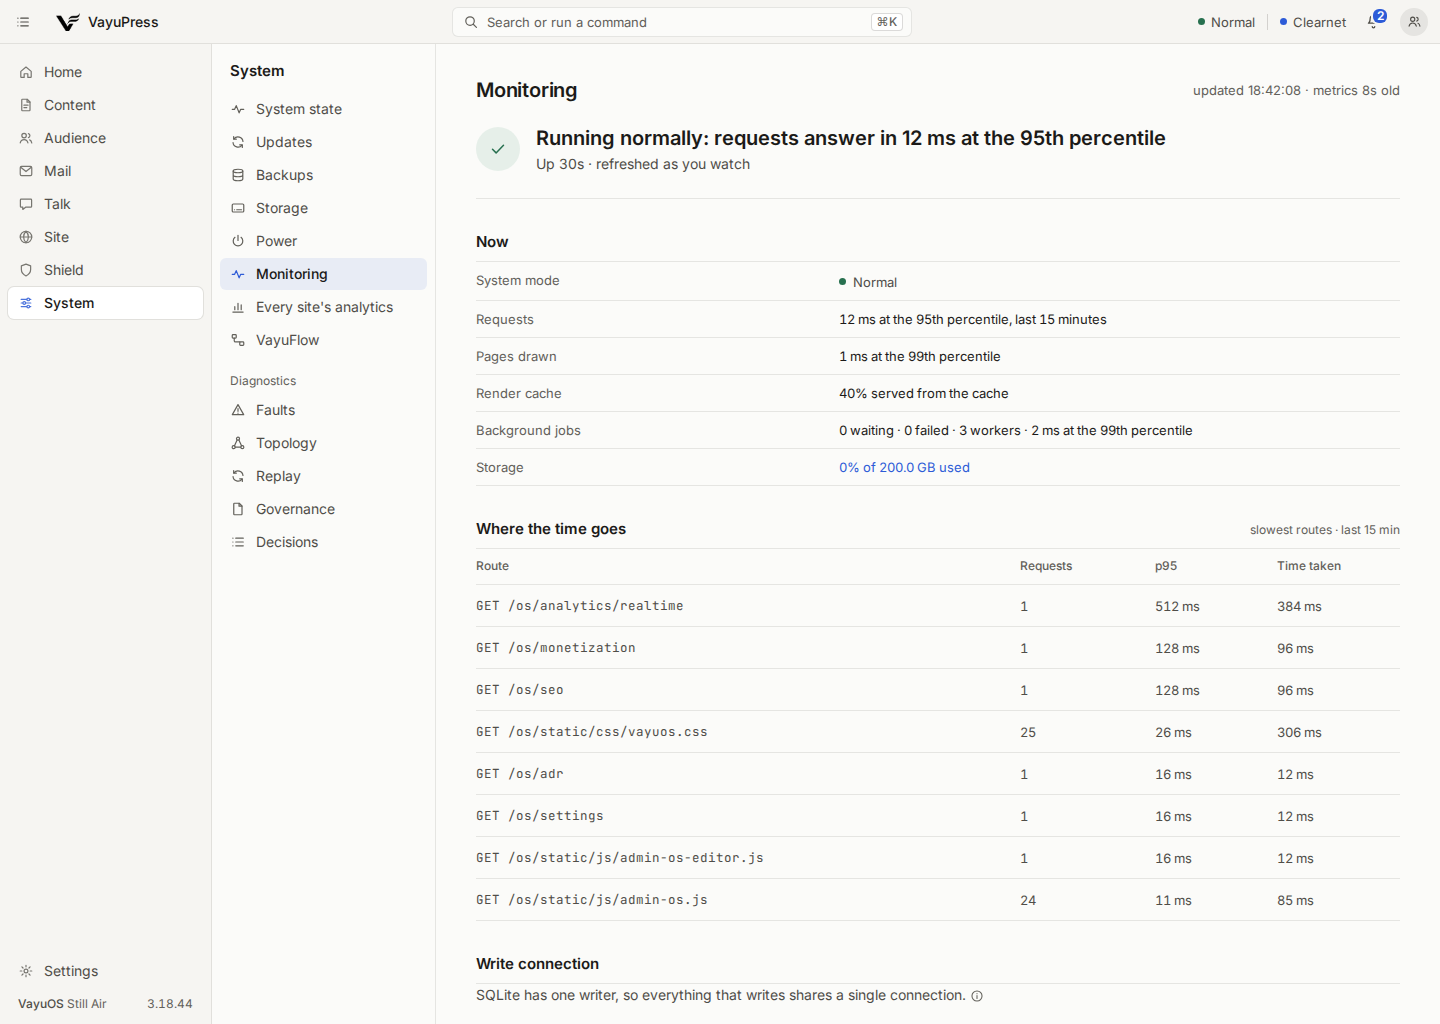 VayuPress
Search or run a command
⌘K
Normal
Clearnet
2
Home
Content
Audience
Mail
Talk
Site
Shield
System
Settings
VayuOS Still Air
3.18.44
System
System state
Updates
Backups
Storage
Power
Monitoring
Every site's analytics
VayuFlow
Diagnostics
Faults
Topology
Replay
Governance
Decisions
Monitoring
updated 18:42:08 · metrics 8s old
Running normally: requests answer in 12 ms at the 95th percentile
Up 30s · refreshed as you watch
Now
System mode Normal
Requests 12 ms at the 95th percentile, last 15 minutes
Pages drawn 1 ms at the 99th percentile
Render cache 40% served from the cache
Background jobs 0 waiting · 0 failed · 3 workers · 2 ms at the 99th percentile
Storage 0% of 200.0 GB used
Where the time goes slowest routes · last 15 min
Route Requests p95 Time taken
GET /os/analytics/realtime 1 512 ms 384 ms
GET /os/monetization 1 128 ms 96 ms
GET /os/seo 1 128 ms 96 ms
GET /os/static/css/vayuos.css 25 26 ms 306 ms
GET /os/adr 1 16 ms 12 ms
GET /os/settings 1 16 ms 12 ms
GET /os/static/js/admin-os-editor.js 1 16 ms 12 ms
GET /os/static/js/admin-os.js 24 11 ms 85 ms
Write connection
SQLite has one writer, so everything that writes shares a single connection.